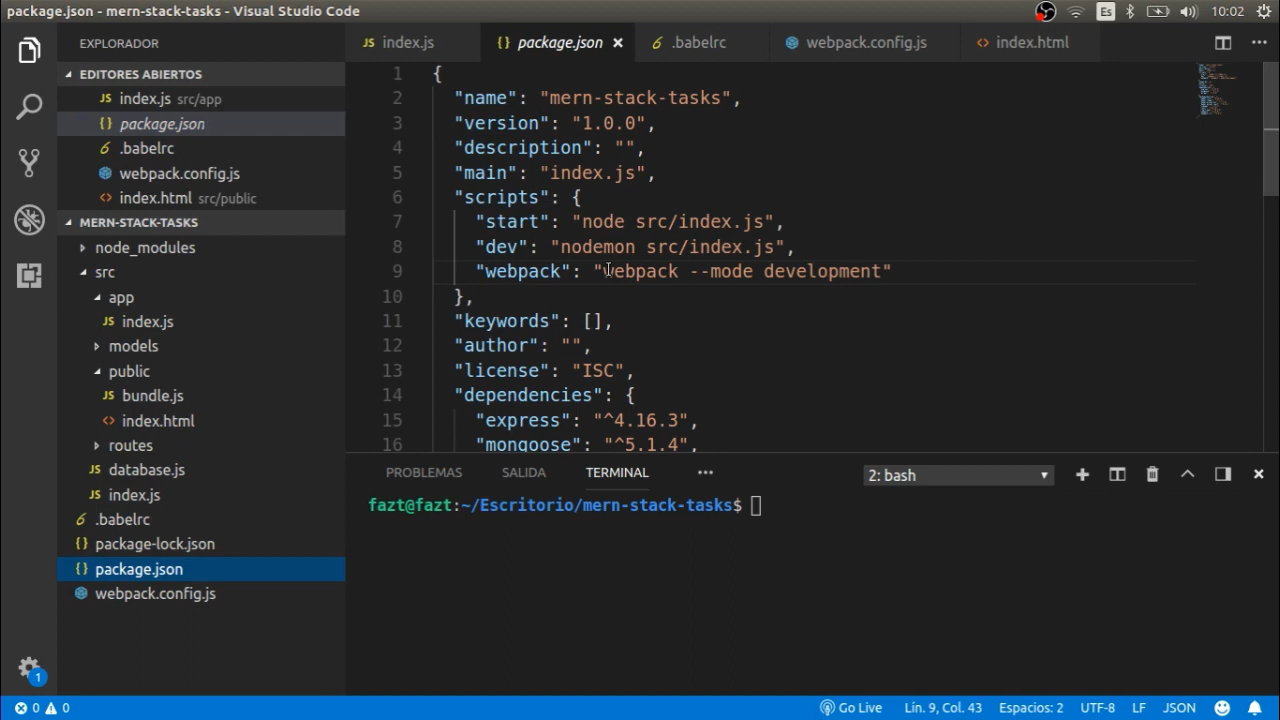 package.json - mern-stack-tasks - Visual Studio Code
Es
10:02
EXPLORADOR
EDITORES ABIERTOS
JS index.js src/app
{} package.json
.babelrc
webpack.config.js
<> index.html src/public
MERN-STACK-TASKS
node_modules
src
app
JS index.js
models
public
JS bundle.js
<> index.html
routes
JS database.js
JS index.js
.babelrc
{} package-lock.json
{} package.json
webpack.config.js
1
JS index.js
{} package.json ×
.babelrc
webpack.config.js
<> index.html
1 {
2 "name": "mern-stack-tasks",
3 "version": "1.0.0",
4 "description": "",
5 "main": "index.js",
6 "scripts": {
7 "start": "node src/index.js",
8 "dev": "nodemon src/index.js",
9 "webpack": "webpack --mode development"
10 },
11 "keywords": [],
12 "author": "",
13 "license": "ISC",
14 "dependencies": {
15 "express": "^4.16.3",
16 "mongoose": "^5.1.4",
PROBLEMAS SALIDA TERMINAL ••• 2: bash
fazt@fazt:~/Escritorio/mern-stack-tasks$
0 0 Go Live Lín. 9, Col. 43 Espacios: 2 UTF-8 LF JSON